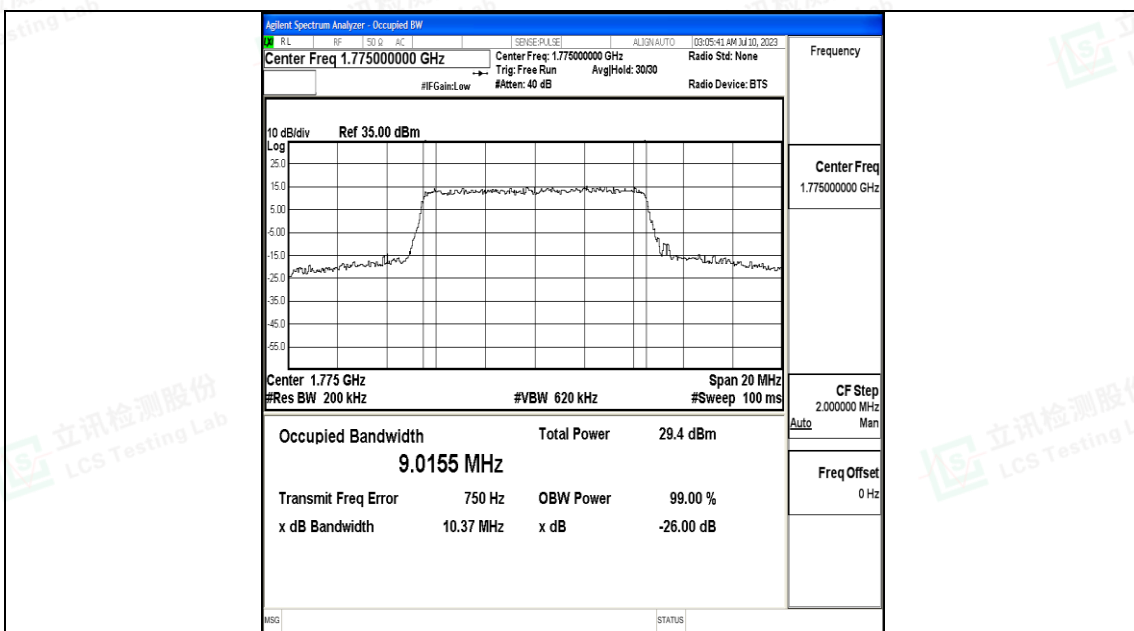 Agilent Spectrum Analyzer - Occupied BW
RL RF 50 Ω AC SENSE:PULSE ALIGN AUTO 03:05:41 AM Jul 10, 2023
Center Freq 1.775000000 GHz
Center Freq: 1.775000000 GHz Radio Std: None
Trig: Free Run Avg|Hold: 30/30
#IFGain:Low #Atten: 40 dB Radio Device: BTS
10 dB/div Ref 35.00 dBm
Log
25.0
15.0
5.00
-5.00
-15.0
-25.0
-35.0
-45.0
-55.0
Center 1.775 GHz Span 20 MHz
#Res BW 200 kHz #VBW 620 kHz #Sweep 100 ms
Occupied Bandwidth Total Power 29.4 dBm
9.0155 MHz
Transmit Freq Error 750 Hz OBW Power 99.00 %
x dB Bandwidth 10.37 MHz x dB -26.00 dB
MSG STATUS
Frequency
Center Freq
1.775000000 GHz
CF Step
2.000000 MHz
Auto Man
Freq Offset
0 Hz
立讯检测股份
LCS Testing Lab
立讯检测股份
LCS Testing L